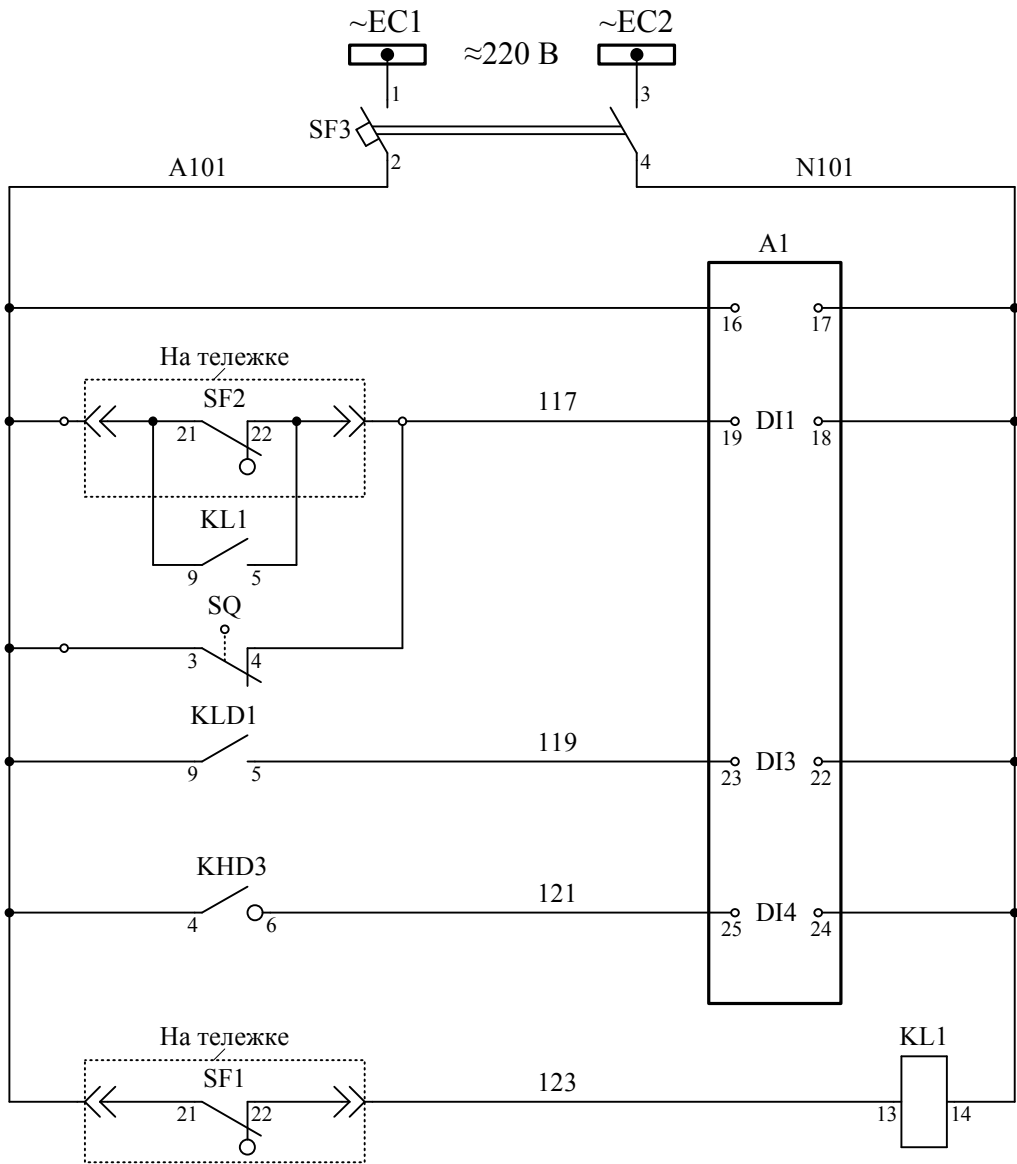 ~EC1 ≈220 В ~EC2
1 3
SF3
2 4
A101 N101
A1
16 17
На тележке
SF2
117
21 22
19 DI1 18
KL1
9 5
SQ
3 4
KLD1
119
9 5
23 DI3 22
KHD3
121
4 6
25 DI4 24
На тележке
KL1
SF1
123
21 22
13 14